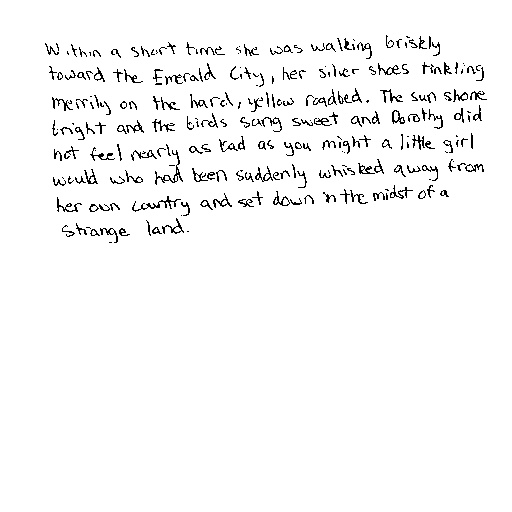 Within a short time she was walking briskly
toward the Emerald City, her silver shoes tinkling
merrily on the hard, yellow roadbed. The sun shone
bright and the birds sang sweet and Dorothy did
not feel nearly as bad as you might a little girl
would who had been suddenly whisked away from
her own country and set down in the midst of a
strange land.